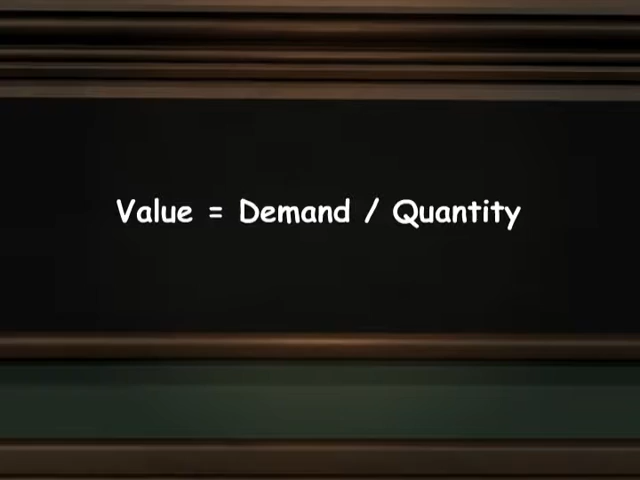 Value = Demand / Quantity